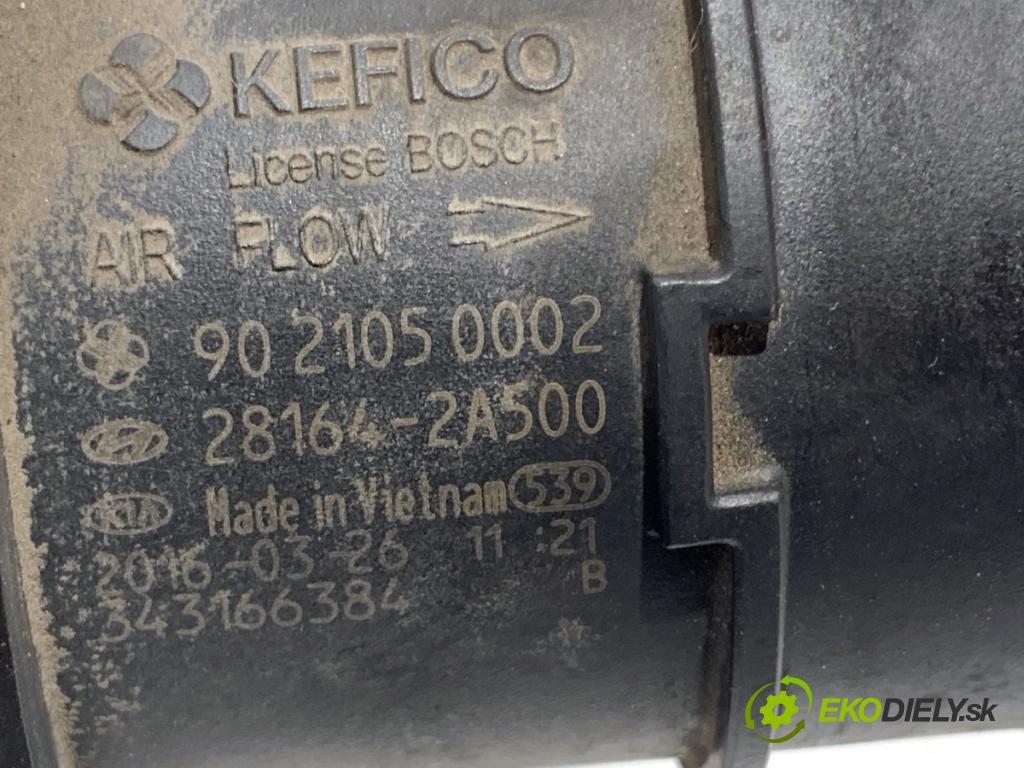 KEFICO
License BOSCH
AIR FLOW
90 2105 0002
28164-2A500
KIA Made in Vietnam 539
2016-03-26 11:21
343166384 B
EKODIELY.sk